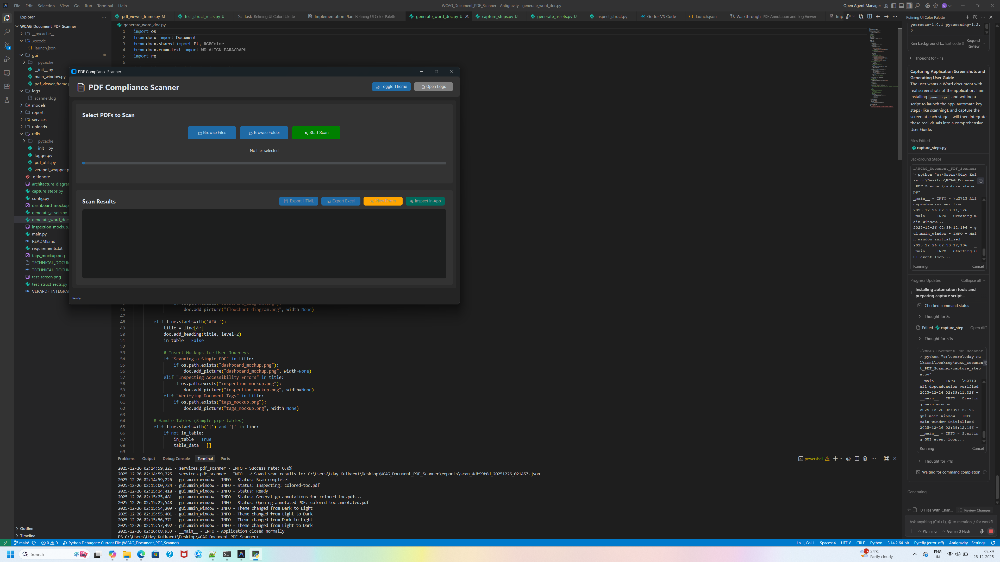 File Edit Selection View Go Run Terminal Help
WCAG_Document_PDF_Scanner - Antigravity - generate_word_doc.py
Open Agent Manager
Explorer
WCAG_Document_PDF_Scanner
__pycache__
.vscode
launch.json
gui
__pycache__
__init__.py
main_window.py
pdf_viewer_frame.p
logs
scanner.log
models
reports
services
uploads
utils
__pycache__
__init__.py
logger.py
pdf_utils.py
verapdf_wrapper.p
.gitignore
architecture_diagrar
capture_steps.py
config.py
dashboard_mockup
generate_assets.py
generate_word_doc
inspection_mockup.
main.py
README.md
requirements.txt
tags_mockup.png
TECHNICAL_DOCUM
TECHNICAL_DOCUM
test_screen.png
test_struct_rects.py
VERAPDF_INTEGRAT
Outline
Timeline
13
pdf_viewer_frame.py M
test_struct_rects.py U
Task Refining UI Color Palette
Implementation Plan Refining UI Color Palette
generate_word_doc.py U
capture_steps.py U
generate_assets.py U
inspect_struct.py
Go for VS Code
launch.json
Walkthrough PDF Annotation and Log Viewer
Imp
generate_word_doc.py
1 import os
2 from docx import Document
3 from docx.shared import Pt, RGBColor
4 from docx.enum.text import WD_ALIGN_PARAGRAPH
5 import re
6
PDF Compliance Scanner
PDF Compliance Scanner
Toggle Theme
Open Logs
Select PDFs to Scan
Browse Files
Browse Folder
Start Scan
No files selected
Scan Results
Export HTML
Export Excel
View Errors
Inspect In-App
Ready
46 doc.add_picture("flowchart_diagram.png", width=None)
47
48 elif line.startswith('### '):
49 title = line[4:]
50 doc.add_heading(title, level=2)
51 in_table = False
52
53 # Insert Mockups for User Journeys
54 if "Scanning a Single PDF" in title:
55 if os.path.exists("dashboard_mockup.png"):
56 doc.add_picture("dashboard_mockup.png", width=None)
57 elif "Inspecting Accessibility Errors" in title:
58 if os.path.exists("inspection_mockup.png"):
59 doc.add_picture("inspection_mockup.png", width=None)
60 elif "Verifying Document Tags" in title:
61 if os.path.exists("tags_mockup.png"):
62 doc.add_picture("tags_mockup.png", width=None)
63
64 # Handle Tables (Simple pipe tables)
65 elif line.startswith('|') and '|' in line:
66 if not in_table:
67 in_table = True
68 table_data = []
69
Problems Output Debug Console Terminal Ports
powershell
2025-12-26 02:14:59,221 - services.pdf_scanner - INFO - Success rate: 0.0%
2025-12-26 02:14:59,225 - services.pdf_scanner - INFO - ✓ Saved scan results to: C:\Users\Uday Kulkarni\Desktop\WCAG_Document_PDF_Scanner\reports\scan_4df99f8d_20251226_021457.json
2025-12-26 02:14:59,226 - gui.main_window - INFO - Status: Scan complete!
2025-12-26 02:15:00,724 - gui.main_window - INFO - Status: Inspecting: colored-toc.pdf
2025-12-26 02:15:14,418 - gui.main_window - INFO - Status: Ready
2025-12-26 02:15:25,481 - gui.main_window - INFO - Status: Generatign annotations for colored-toc.pdf...
2025-12-26 02:15:25,548 - gui.main_window - INFO - Status: Opening annotated PDF: colored-toc_annotated.pdf
2025-12-26 02:15:54,209 - gui.main_window - INFO - Theme changed from Dark to Light
2025-12-26 02:15:55,401 - gui.main_window - INFO - Theme changed from Light to Dark
2025-12-26 02:15:56,371 - gui.main_window - INFO - Theme changed from Dark to Light
2025-12-26 02:15:57,492 - gui.main_window - INFO - Theme changed from Light to Dark
2025-12-26 02:16:08,933 - __main__ - INFO - Application closed normally
PS C:\Users\Uday Kulkarni\Desktop\WCAG_Document_PDF_Scanner>
Refining UI Color Palette
yscreeze-1.0.1 pytweening-1.2.
0
Ran background t... Exit code 0 Request Review
Thought for <1s
Capturing Application Screenshots and
Generating User Guide
The user wants a Word document with
real screenshots of the application. I am
installing pyautogui and writing a
script to launch the app, automate key
steps (like scanning), and capture the
screen at each stage. I will then integrate
these real visuals into a comprehensive
User Guide.
Files Edited
capture_steps.py
Background Steps
…\WCAG_Document_PDF_Scanner
> python "c:\Users\Uday Kul
karni\Desktop\WCAG_Document
_PDF_Scanner\capture_steps.
py"
_main__ - INFO - \u2713 All
dependencies verified
2025-12-26 02:39:11,326 - _
_main__ - INFO - Creating m
ain window...
2025-12-26 02:39:12,196 - g
ui.main_window - INFO - Mai
n window initialized
2025-12-26 02:39:12,196 - _
_main__ - INFO - Starting G
UI event loop...
Running Cancel
Progress Updates Collapse all
1 Installing automation tools and
preparing capture script...
Checked command status
Thought for 3s
Edited capture_step Open diff
Thought for <1s
…\WCAG_Document_PDF_Scanner
> python "c:\Users\Uday Ku
lkarni\Desktop\WCAG_Documen
t_PDF_Scanner\capture_step
s.py"
__main__ - INFO - \u2713
All dependencies verified
2025-12-26 02:39:11,326 -
__main__ - INFO - Creatin
g main window...
2025-12-26 02:39:12,196 -
gui.main_window - INFO -
Main window initialized
2025-12-26 02:39:12,196 -
__main__ - INFO - Startin
g GUI event loop...
Running Cancel
Thought for <1s
Waiting for command completion
Generating
0 Files With Chan... Review Changes
Ask anything (Ctrl+L), @ to mention, / for workfl
Planning Gemini 3 Flash
main* 0 0 Python Debugger: Current File (WCAG_Document_PDF_Scanner)
Ln 1, Col 1 Spaces: 4 UTF-8 CRLF Python 3.14.2 64-bit Pyrefly (error-off) Antigravity - Settings
Search
9+
24°C
Partly cloudy
ENG
IN
02:39
26-12-2025